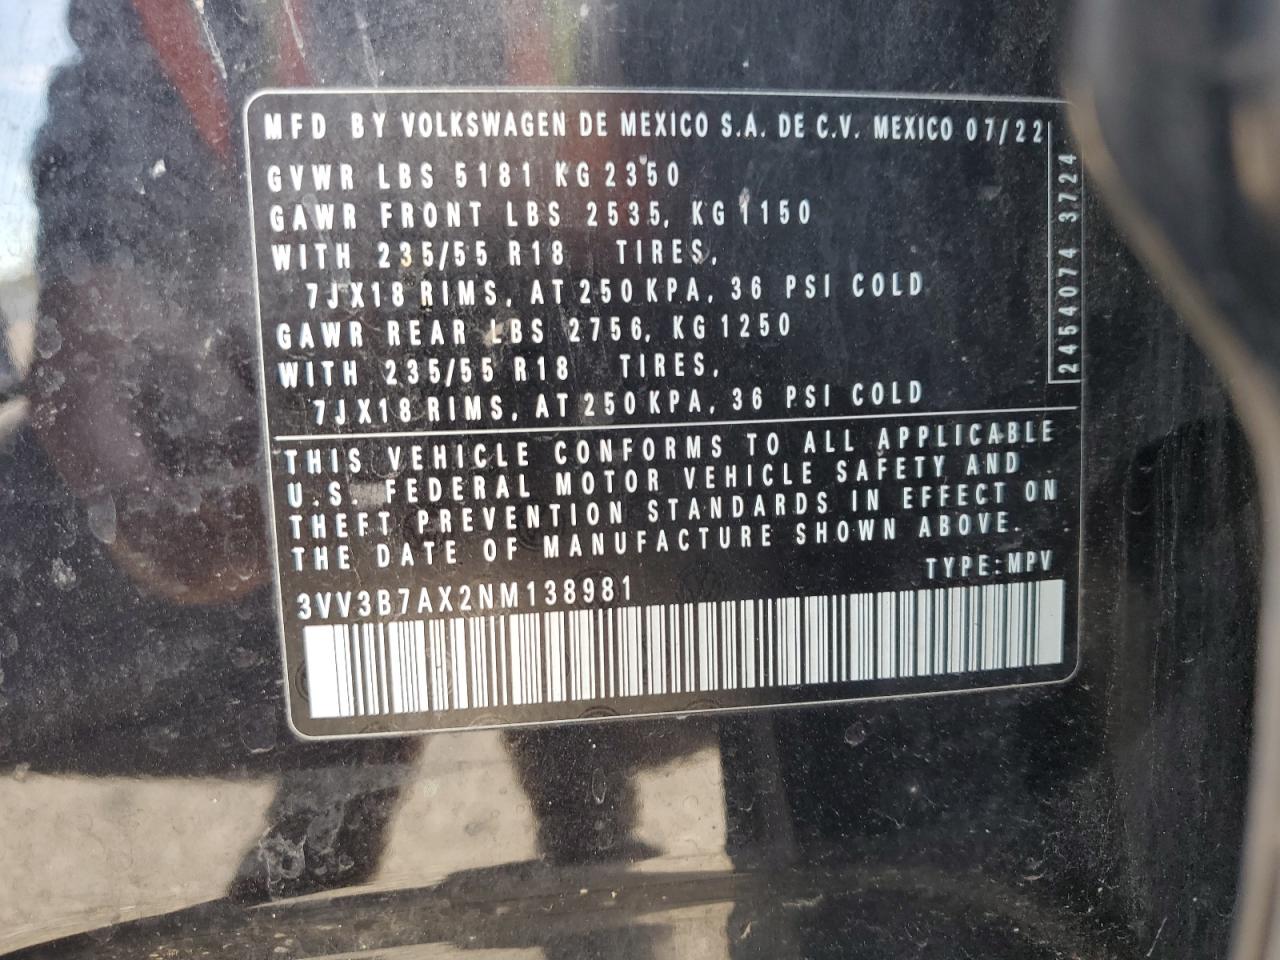 MFD BY VOLKSWAGEN DE MEXICO S.A. DE C.V. MEXICO 07/22
GVWR LBS 5181 KG 2350
GAWR FRONT LBS 2535, KG 1150
WITH 235/55 R18 TIRES,
7JX18 RIMS, AT 250 KPA, 36 PSI COLD
GAWR REAR LBS 2756, KG 1250
WITH 235/55 R18 TIRES,
7JX18 RIMS, AT 250 KPA, 36 PSI COLD
2454074 3724
THIS VEHICLE CONFORMS TO ALL APPLICABLE
U.S. FEDERAL MOTOR VEHICLE SAFETY AND
THEFT PREVENTION STANDARDS IN EFFECT ON
THE DATE OF MANUFACTURE SHOWN ABOVE.
TYPE: MPV
3VV3B7AX2NM138981